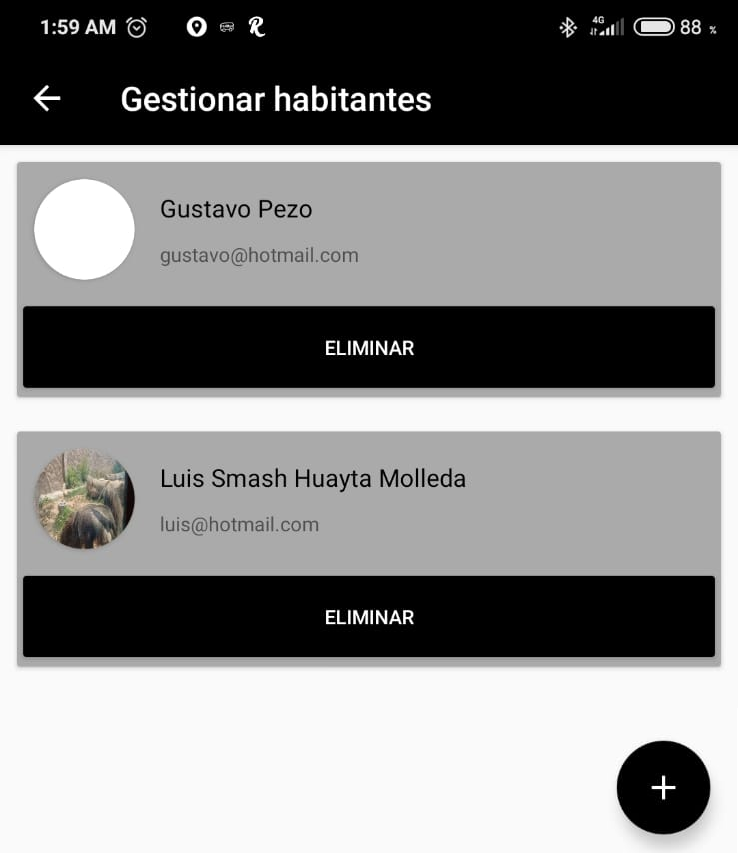 1:59 AM 4G 88 %
Gestionar habitantes
Gustavo Pezo
gustavo@hotmail.com
ELIMINAR
Luis Smash Huayta Molleda
luis@hotmail.com
ELIMINAR
+